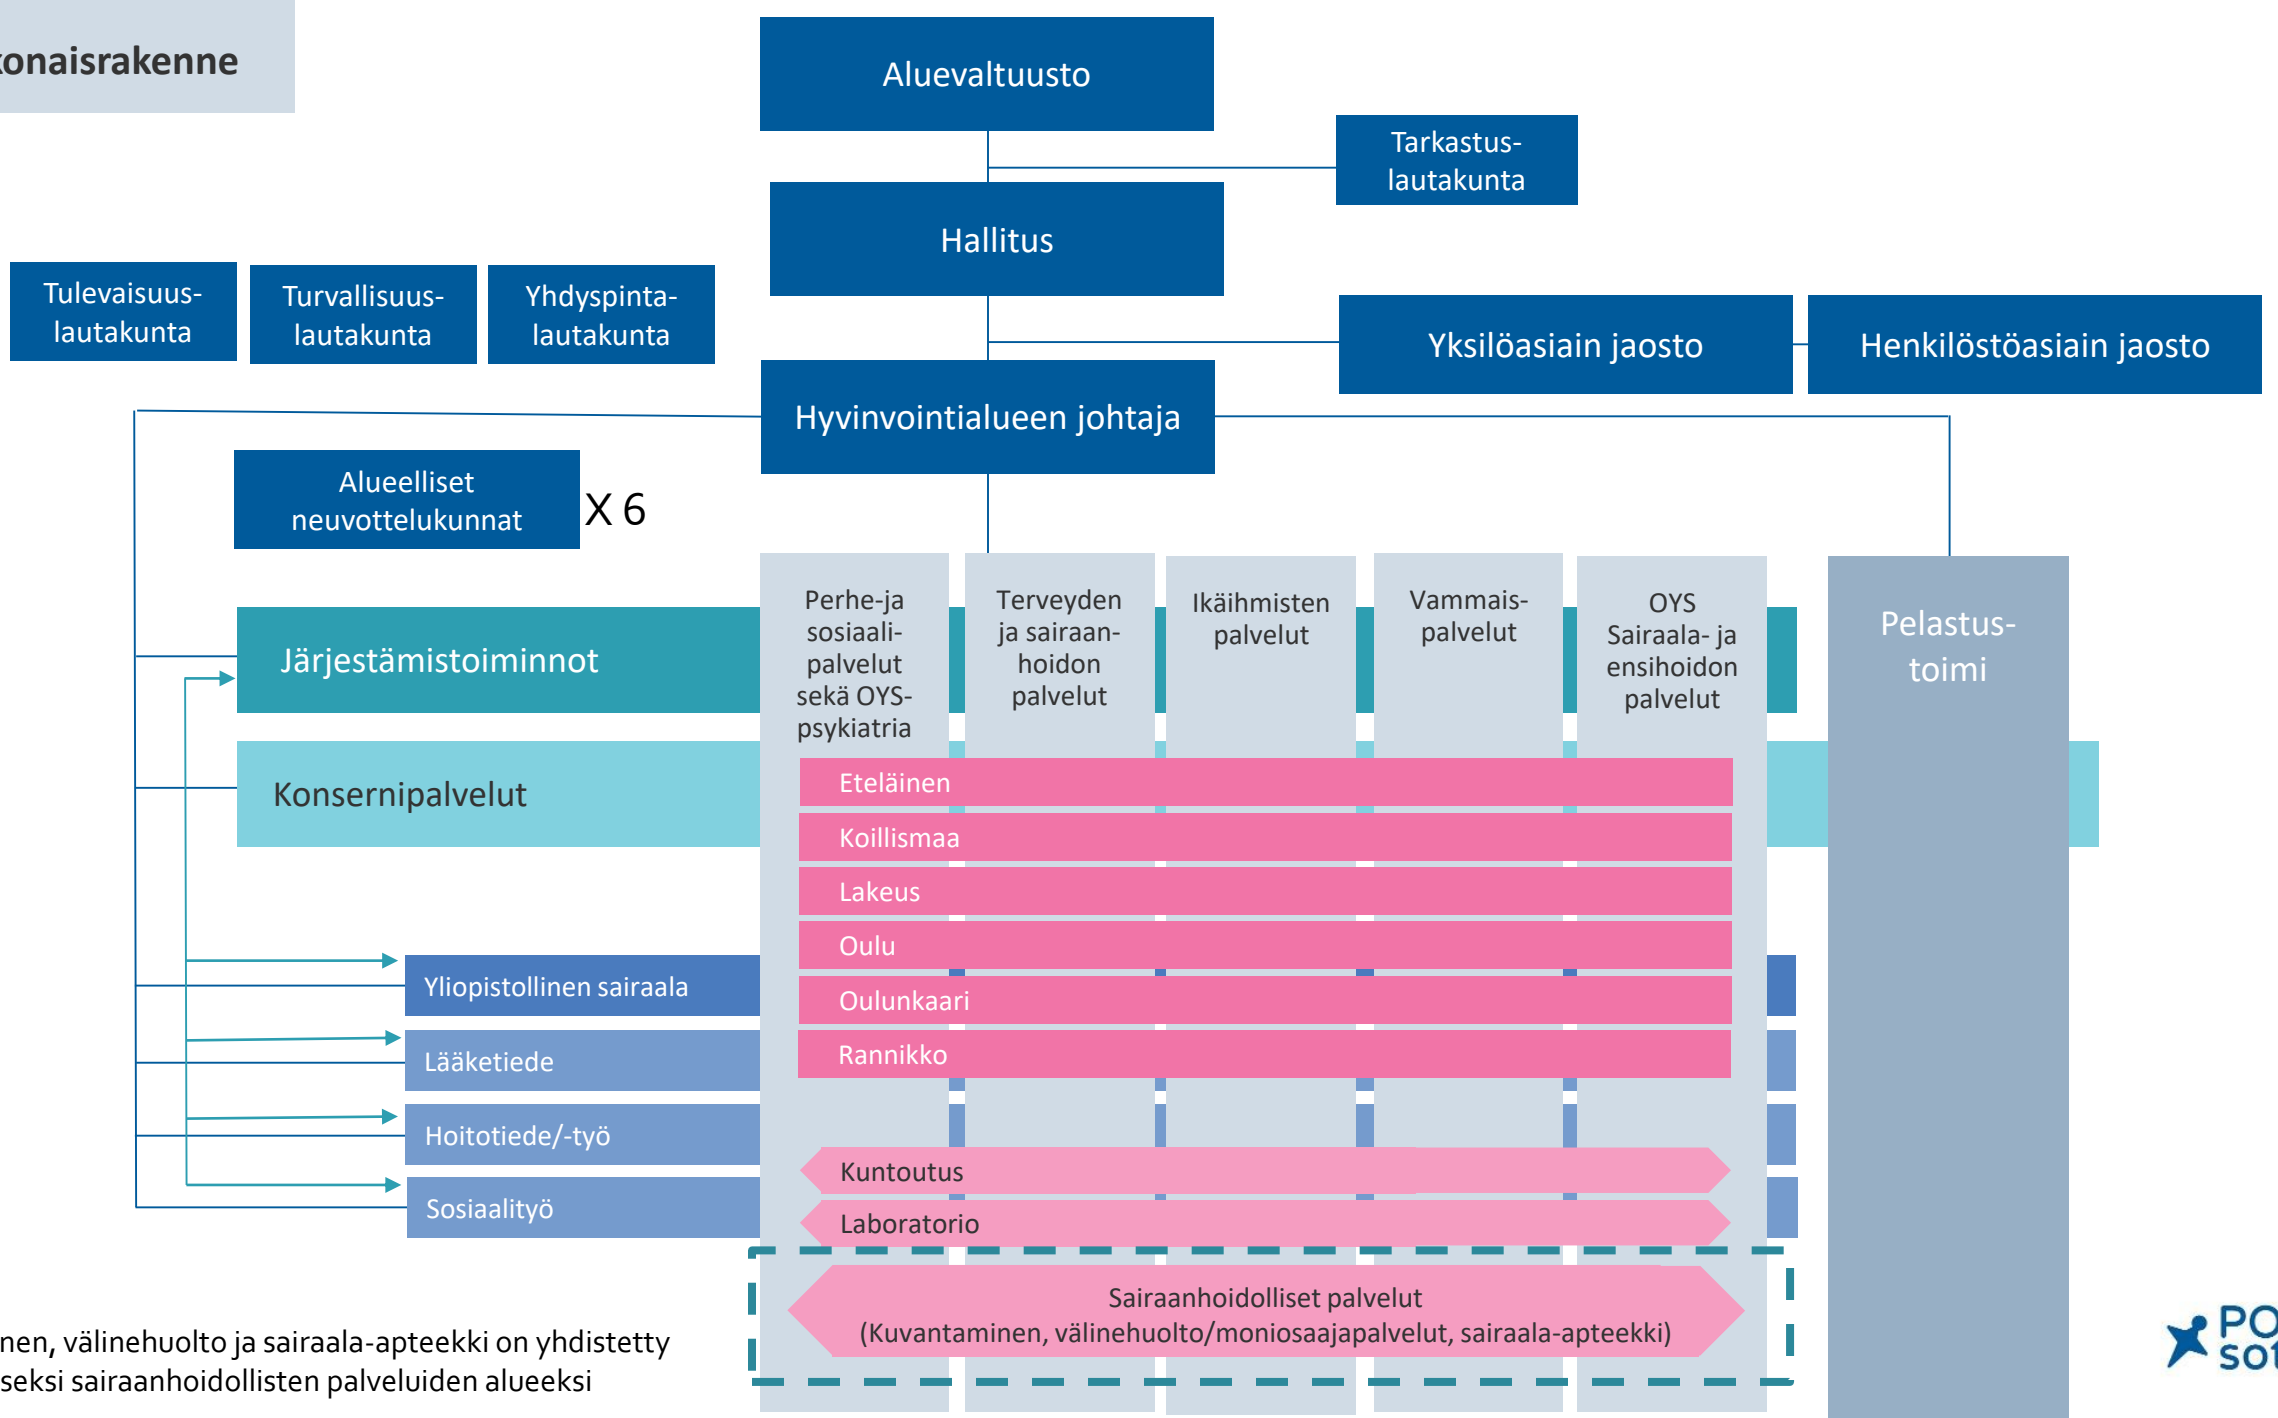 konaisrakenne
Aluevaltuusto
Tarkastus-
lautakunta
Hallitus
Tulevaisuus-
lautakunta
Turvallisuus-
lautakunta
Yhdyspinta-
lautakunta
Yksilöasiain jaosto
Henkilöstöasiain jaosto
Hyvinvointialueen johtaja
Alueelliset
neuvottelukunnat
X 6
Perhe-ja
sosiaali-
palvelut
sekä OYS-
psykiatria
Terveyden
ja sairaan-
hoidon
palvelut
Ikäihmisten
palvelut
Vammais-
palvelut
OYS
Sairaala- ja
ensihoidon
palvelut
Pelastus-
toimi
Järjestämistoiminnot
Konsernipalvelut
Eteläinen
Koillismaa
Lakeus
Oulu
Oulunkaari
Rannikko
Yliopistollinen sairaala
Lääketiede
Hoitotiede/-työ
Sosiaalityö
Kuntoutus
Laboratorio
Sairaanhoidolliset palvelut
(Kuvantaminen, välinehuolto/moniosaajapalvelut, sairaala-apteekki)
nen, välinehuolto ja sairaala-apteekki on yhdistetty
seksi sairaanhoidollisten palveluiden alueeksi
PO
sot